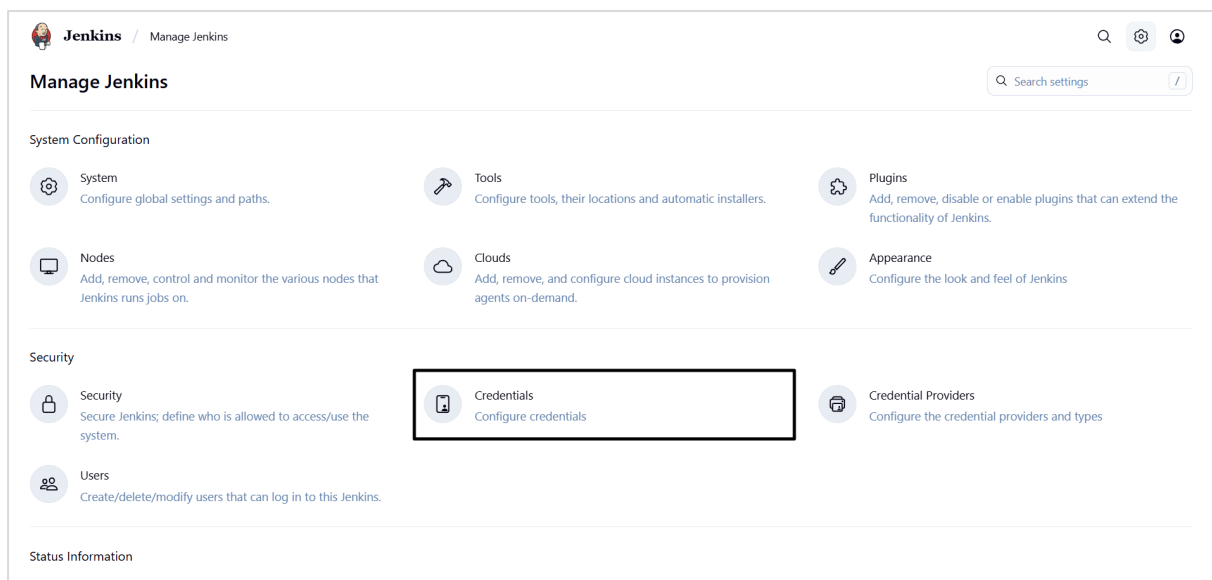 Jenkins / Manage Jenkins
Manage Jenkins
Search settings /
System Configuration
System
Configure global settings and paths.
Tools
Configure tools, their locations and automatic installers.
Plugins
Add, remove, disable or enable plugins that can extend the
functionality of Jenkins.
Nodes
Add, remove, control and monitor the various nodes that
Jenkins runs jobs on.
Clouds
Add, remove, and configure cloud instances to provision
agents on-demand.
Appearance
Configure the look and feel of Jenkins
Security
Security
Secure Jenkins; define who is allowed to access/use the
system.
Credentials
Configure credentials
Credential Providers
Configure the credential providers and types
Users
Create/delete/modify users that can log in to this Jenkins.
Status Information